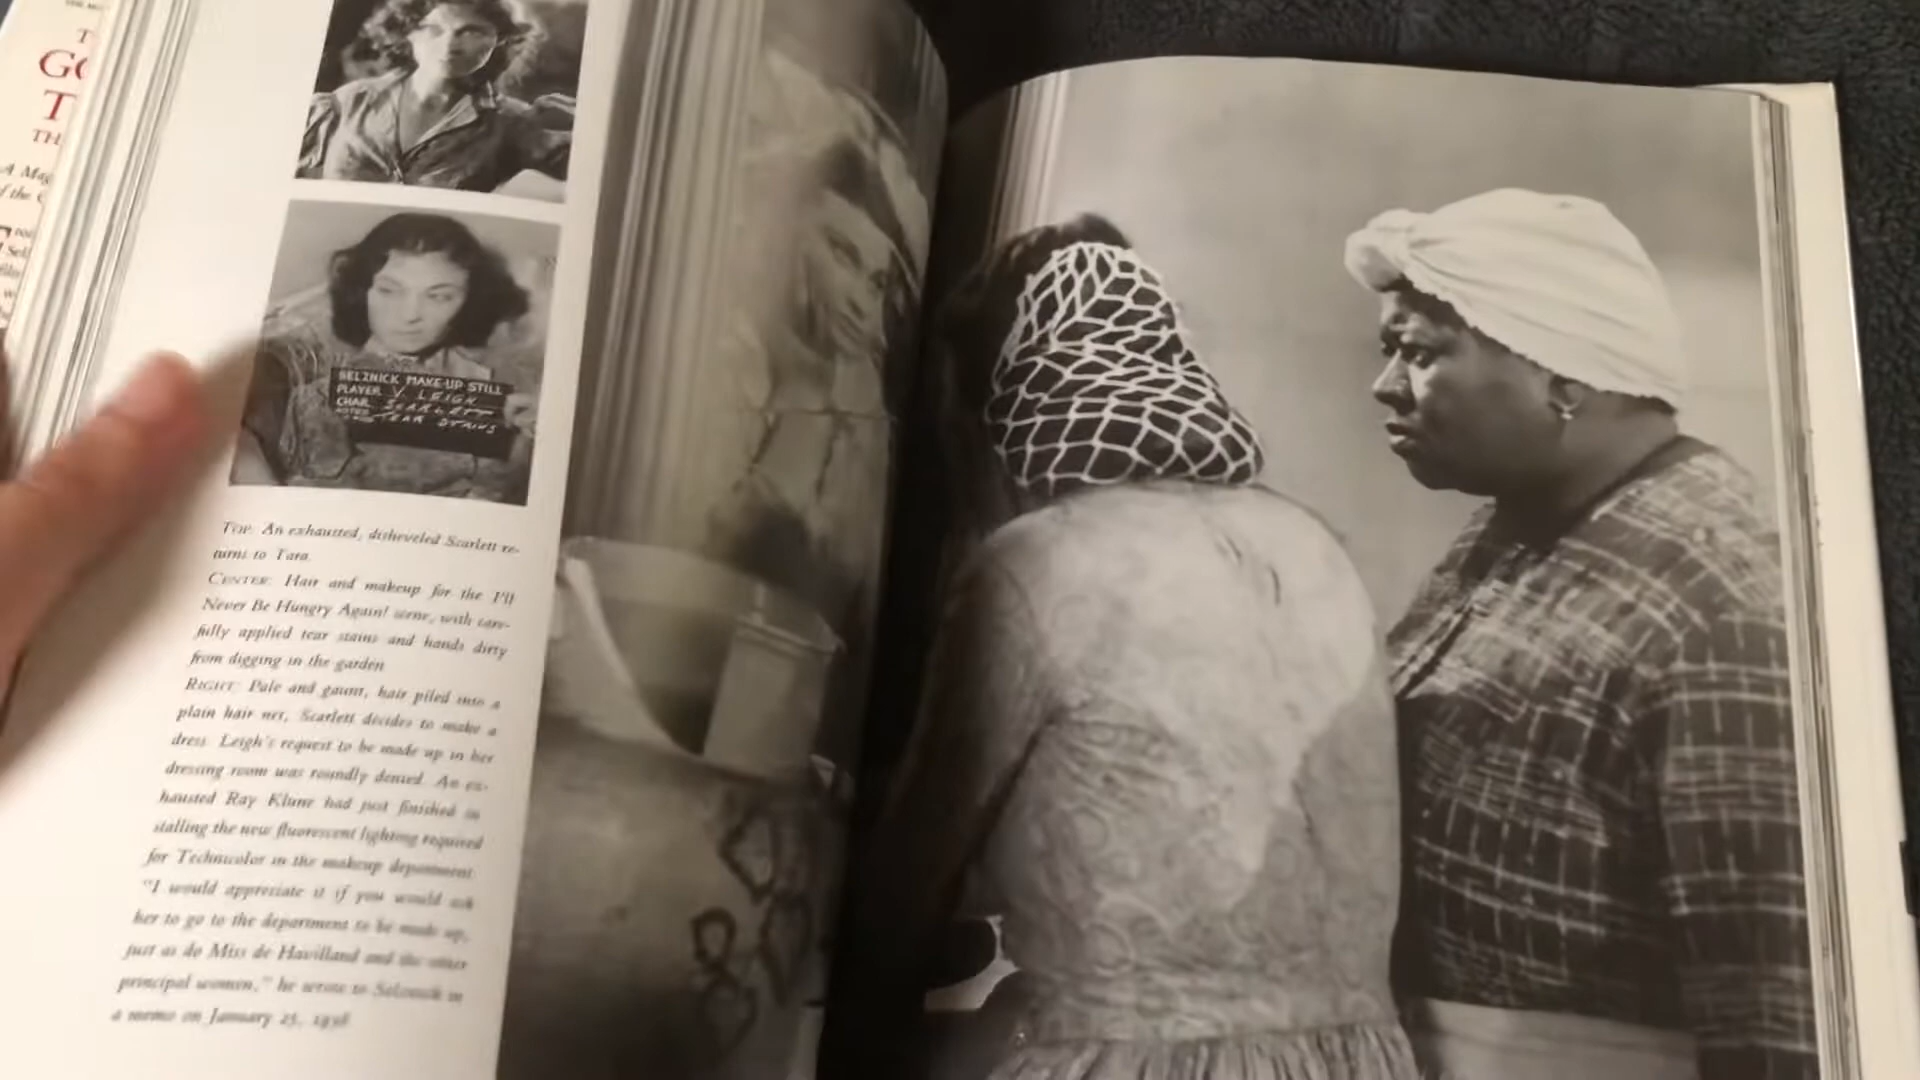 GO
T
TH
A Mag
of the
SELZNICK MAKE-UP STILL
PLAYER V. LEIGH
CHAR. SCARLETT
NOTES TEAR STAINS
TOP: An exhausted, disheveled Scarlett re-
turns to Tara.
CENTER: Hair and makeup for the I'll
Never Be Hungry Again! scene, with care-
fully applied tear stains and hands dirty
from digging in the garden.
RIGHT: Pale and gaunt, hair piled into a
plain hair net, Scarlett decides to make a
dress. Leigh's request to be made up in her
dressing room was roundly denied. An ex-
hausted Ray Klune had just finished in-
stalling the new fluorescent lighting required
for Technicolor in the makeup department.
"I would appreciate it if you would ask
her to go to the department to be made up,
just as do Miss de Havilland and the other
principal women," he wrote to Selznick in
a memo on January 25, 1938